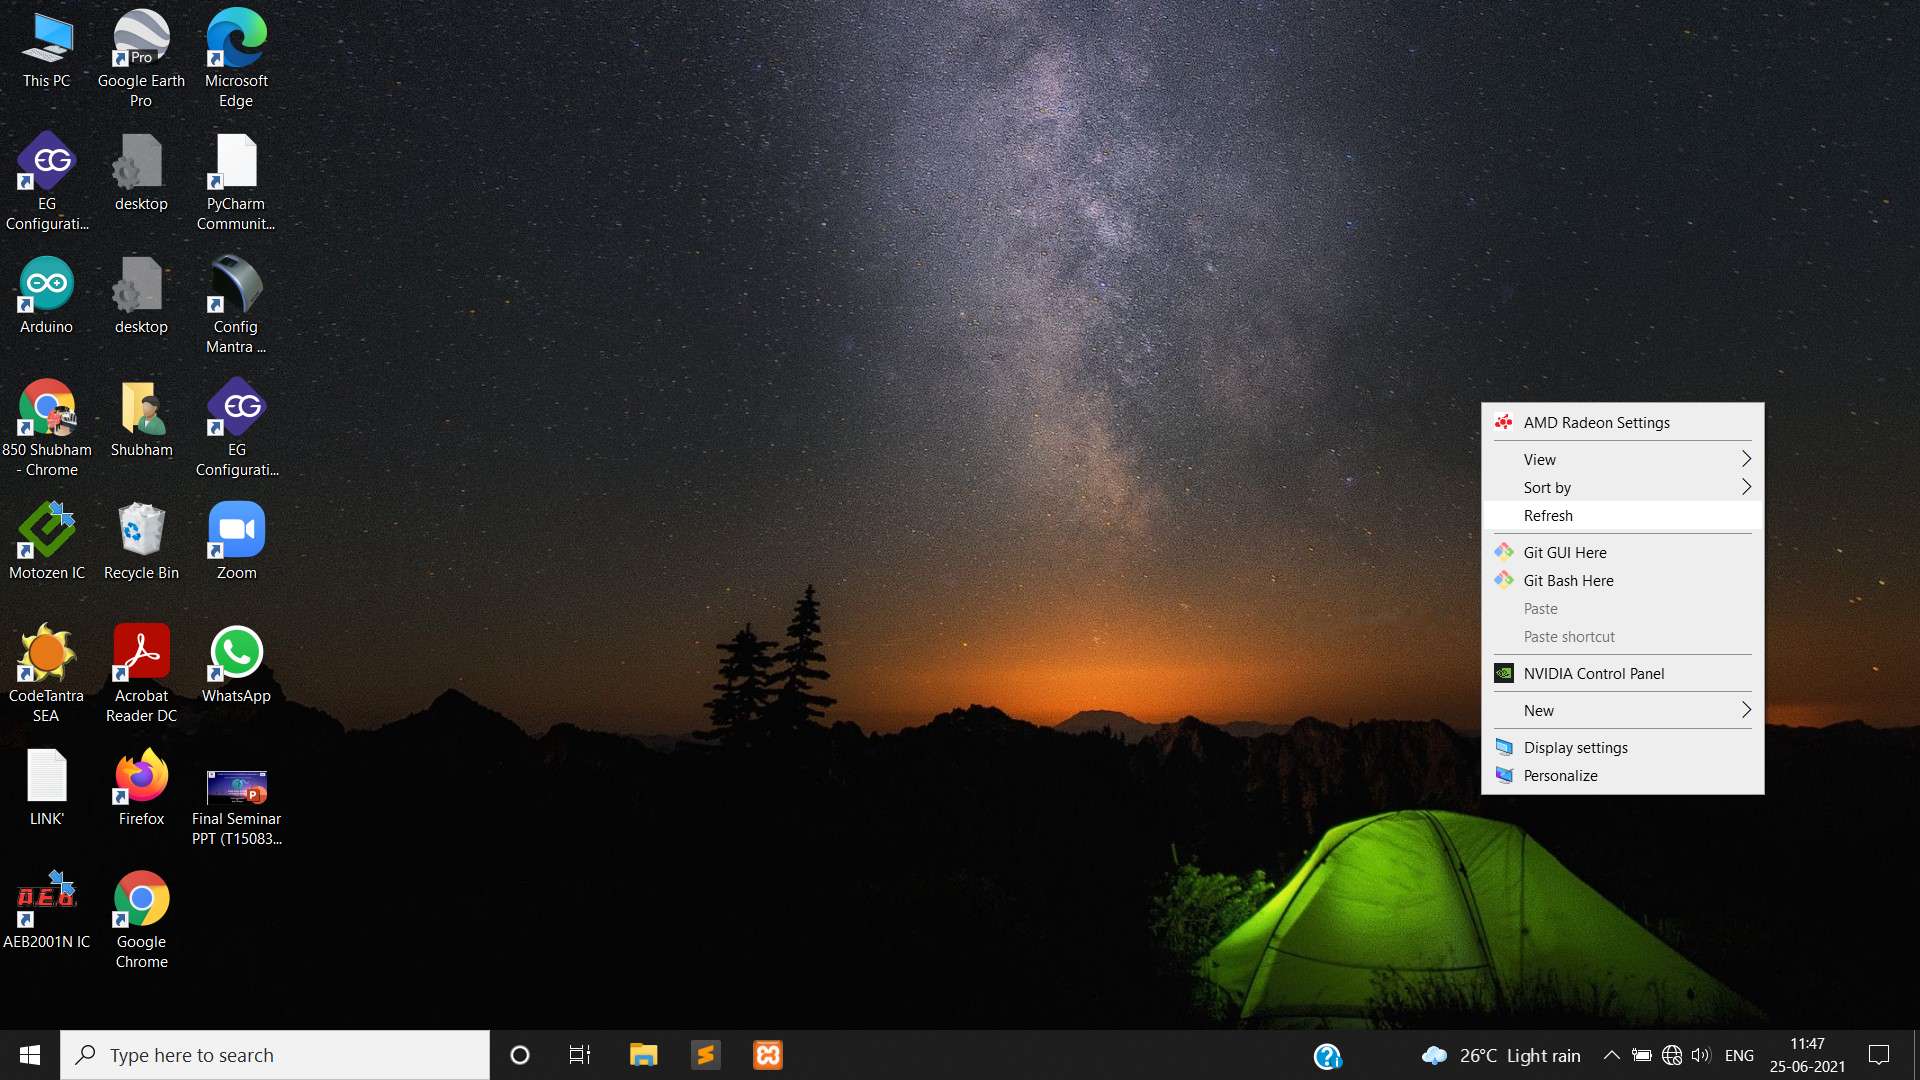 This PC
Pro
Google Earth
Pro
Microsoft
Edge
EG
EG
Configurati...
desktop
PyCharm
Communit...
Arduino
desktop
Config
Mantra ...
850 Shubham
- Chrome
Shubham
EG
EG
Configurati...
Motozen IC
Recycle Bin
Zoom
CodeTantra
SEA
Acrobat
Reader DC
WhatsApp
LINK'
Firefox
P
Final Seminar
PPT (T15083...
A.E.B.
AEB2001N IC
Google
Chrome
AMD Radeon Settings
View
Sort by
Refresh
Git GUI Here
Git Bash Here
Paste
Paste shortcut
NVIDIA Control Panel
New
Display settings
Personalize
Type here to search
26°C Light rain
ENG
11:47
25-06-2021